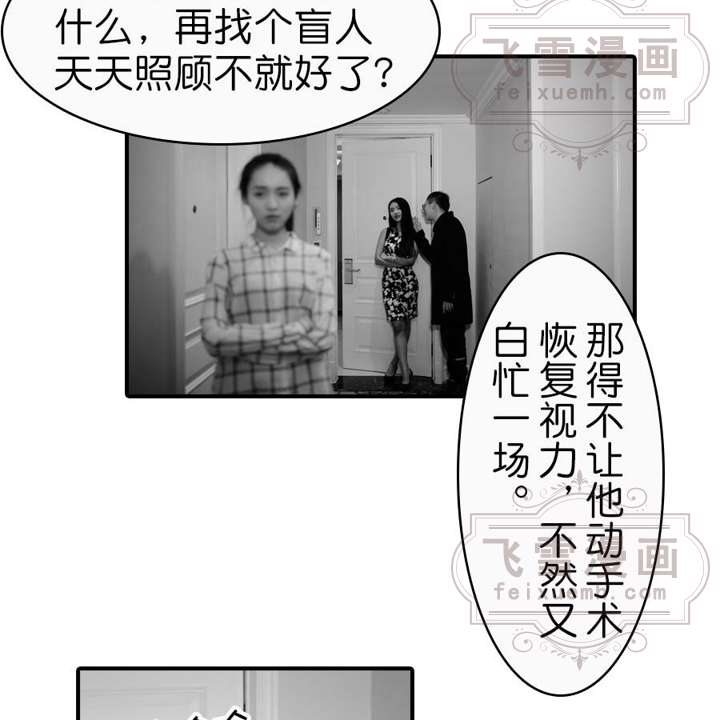 什么，再找个盲人
天天照顾不就好了？
飞雪漫画
feixuemh.com
那得不让他动手术
恢复视力，不然又
白忙一场。
飞雪漫画
feixuemh.com